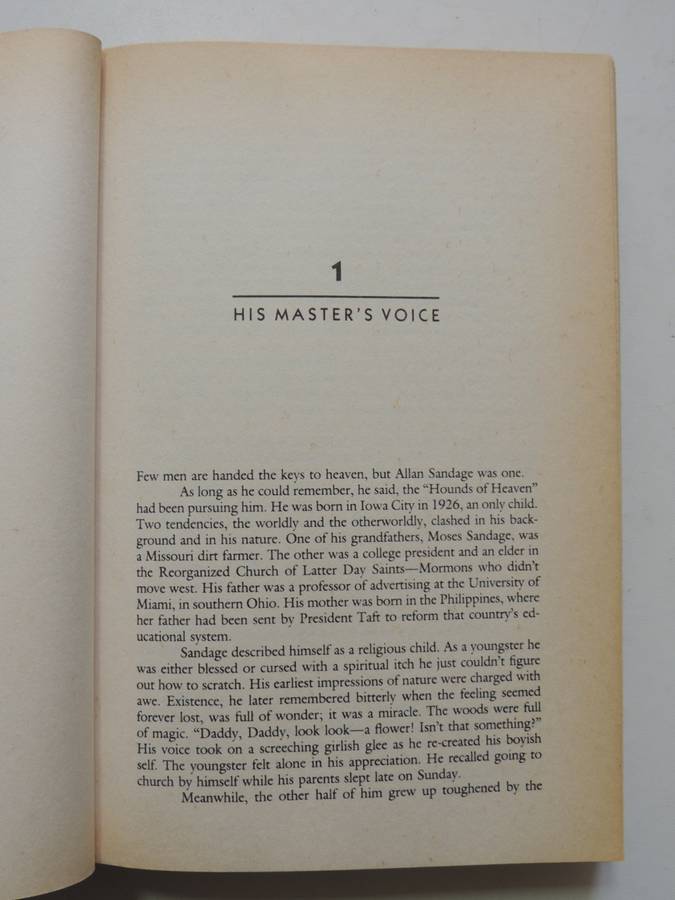 1
HIS MASTER'S VOICE
Few men are handed the keys to heaven, but Allan Sandage was one.
As long as he could remember, he said, the “Hounds of Heaven”
had been pursuing him. He was born in Iowa City in 1926, an only child.
Two tendencies, the worldly and the otherworldly, clashed in his back-
ground and in his nature. One of his grandfathers, Moses Sandage, was
a Missouri dirt farmer. The other was a college president and an elder in
the Reorganized Church of Latter Day Saints—Mormons who didn't
move west. His father was a professor of advertising at the University of
Miami, in southern Ohio. His mother was born in the Philippines, where
her father had been sent by President Taft to reform that country's ed-
ucational system.
Sandage described himself as a religious child. As a youngster he
was either blessed or cursed with a spiritual itch he just couldn't figure
out how to scratch. His earliest impressions of nature were charged with
awe. Existence, he later remembered bitterly when the feeling seemed
forever lost, was full of wonder; it was a miracle. The woods were full
of magic. “Daddy, Daddy, look look—a flower! Isn't that something?”
His voice took on a screeching girlish glee as he re-created his boyish
self. The youngster felt alone in his appreciation. He recalled going to
church by himself while his parents slept late on Sunday.
Meanwhile, the other half of him grew up toughened by the